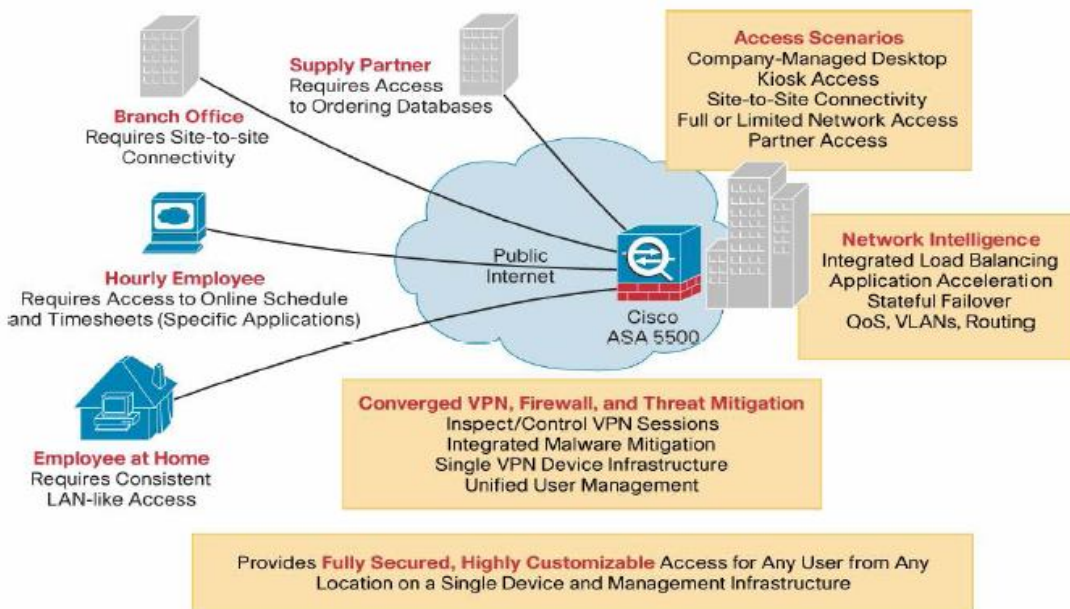 Branch Office
Requires Site-to-site
Connectivity
Supply Partner
Requires Access
to Ordering Databases
Access Scenarios
Company-Managed Desktop
Kiosk Access
Site-to-Site Connectivity
Full or Limited Network Access
Partner Access
Hourly Employee
Requires Access to Online Schedule
and Timesheets (Specific Applications)
Public
Internet
Cisco
ASA 5500
Network Intelligence
Integrated Load Balancing
Application Acceleration
Stateful Failover
QoS, VLANs, Routing
Employee at Home
Requires Consistent
LAN-like Access
Converged VPN, Firewall, and Threat Mitigation
Inspect/Control VPN Sessions
Integrated Malware Mitigation
Single VPN Device Infrastructure
Unified User Management
Provides Fully Secured, Highly Customizable Access for Any User from Any
Location on a Single Device and Management Infrastructure